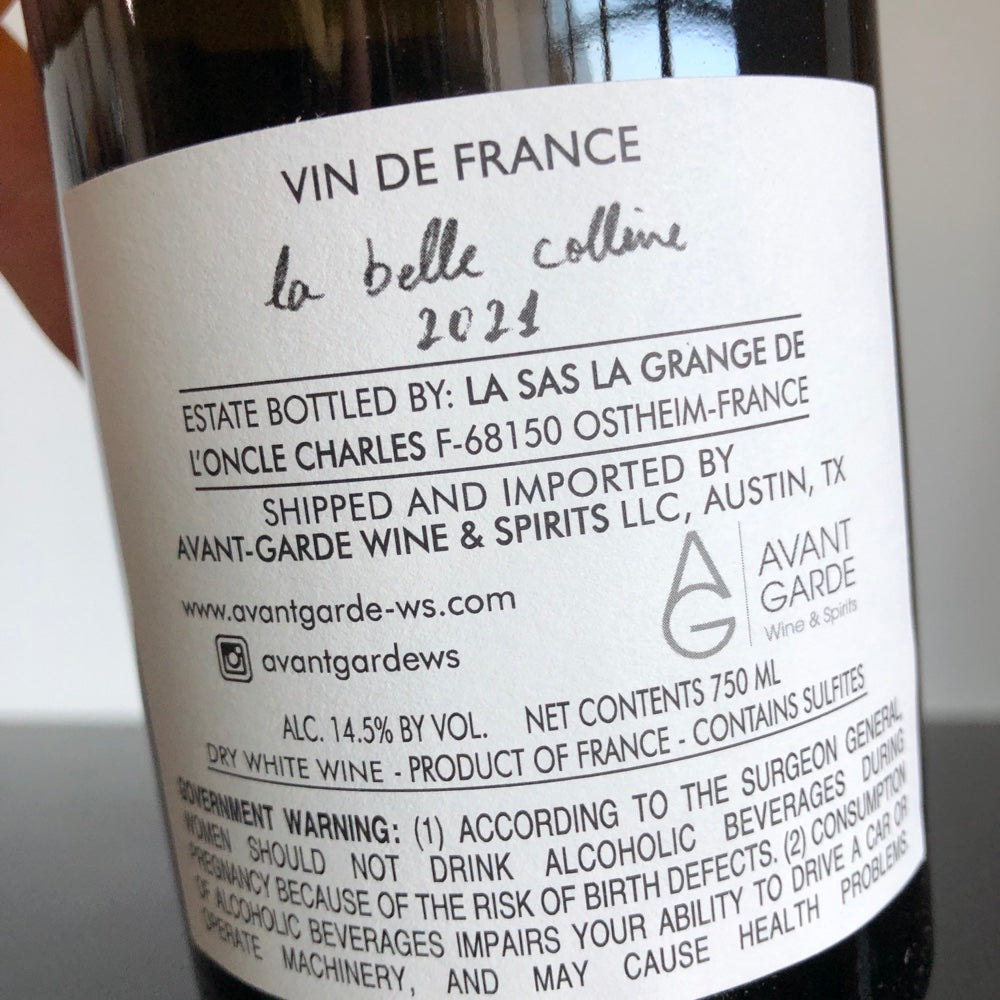 VIN DE FRANCE
la belle colline
2021
ESTATE BOTTLED BY: LA SAS LA GRANGE DE
L'ONCLE CHARLES F-68150 OSTHEIM-FRANCE
SHIPPED AND IMPORTED BY
AVANT-GARDE WINE & SPIRITS LLC, AUSTIN, TX
www.avantgarde-ws.com
avantgardews
AG
AVANT
GARDE
Wine & Spirits
ALC. 14.5% BY VOL. NET CONTENTS 750 ML
DRY WHITE WINE - PRODUCT OF FRANCE - CONTAINS SULFITES
GOVERNMENT WARNING: (1) ACCORDING TO THE SURGEON GENERAL,
WOMEN SHOULD NOT DRINK ALCOHOLIC BEVERAGES DURING
PREGNANCY BECAUSE OF THE RISK OF BIRTH DEFECTS. (2) CONSUMPTION
OF ALCOHOLIC BEVERAGES IMPAIRS YOUR ABILITY TO DRIVE A CAR OR
OPERATE MACHINERY, AND MAY CAUSE HEALTH PROBLEMS.